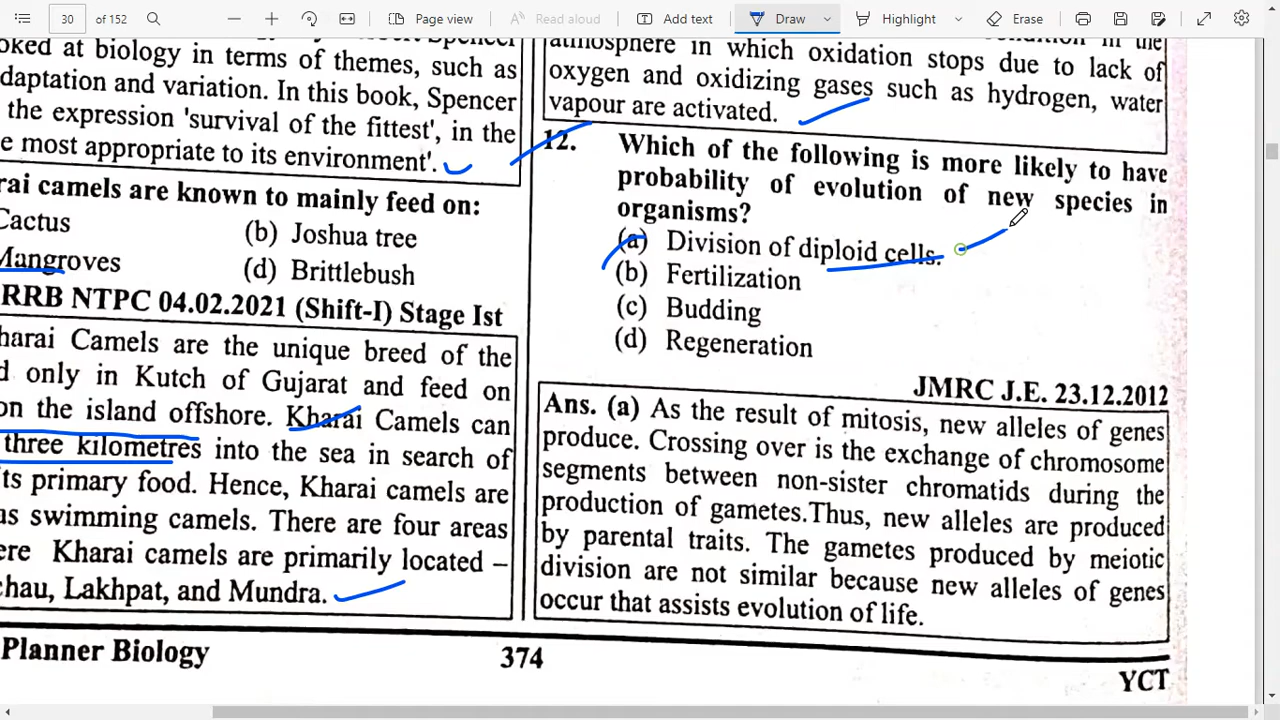 30 of 152 Page view Read aloud Add text Draw Highlight Erase
looked at biology in terms of themes, such as
adaptation and variation. In this book, Spencer
the expression 'survival of the fittest', in the
most appropriate to its environment'.
camels are known to mainly feed on:
Cactus (b) Joshua tree
Mangroves (d) Brittlebush
RRB NTPC 04.02.2021 (Shift-I) Stage Ist
Kharai Camels are the unique breed of the
only in Kutch of Gujarat and feed on
on the island offshore. Kharai Camels can
three kilometres into the sea in search of
its primary food. Hence, Kharai camels are
swimming camels. There are four areas
Kharai camels are primarily located –
Lakhpat, and Mundra.
atmosphere in which oxidation stops due to lack of
oxygen and oxidizing gases such as hydrogen, water
vapour are activated.
12. Which of the following is more likely to have
probability of evolution of new species in
organisms?
(a) Division of diploid cells.
(b) Fertilization
(c) Budding
(d) Regeneration
JMRC J.E. 23.12.2012
Ans. (a) As the result of mitosis, new alleles of genes
produce. Crossing over is the exchange of chromosome
segments between non-sister chromatids during the
production of gametes.Thus, new alleles are produced
by parental traits. The gametes produced by meiotic
division are not similar because new alleles of genes
occur that assists evolution of life.
Planner Biology 374 YCT